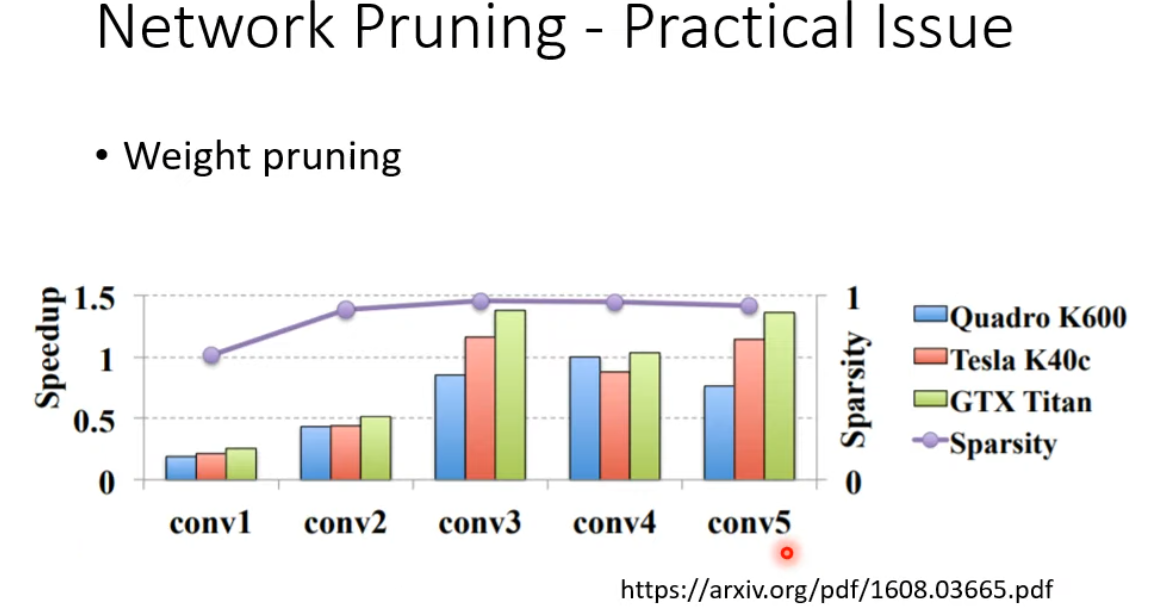 Network Pruning - Practical Issue
• Weight pruning
Speedup
1.5
1
0.5
0
1
0
Sparsity
conv1 conv2 conv3 conv4 conv5
Quadro K600
Tesla K40c
GTX Titan
Sparsity
https://arxiv.org/pdf/1608.03665.pdf